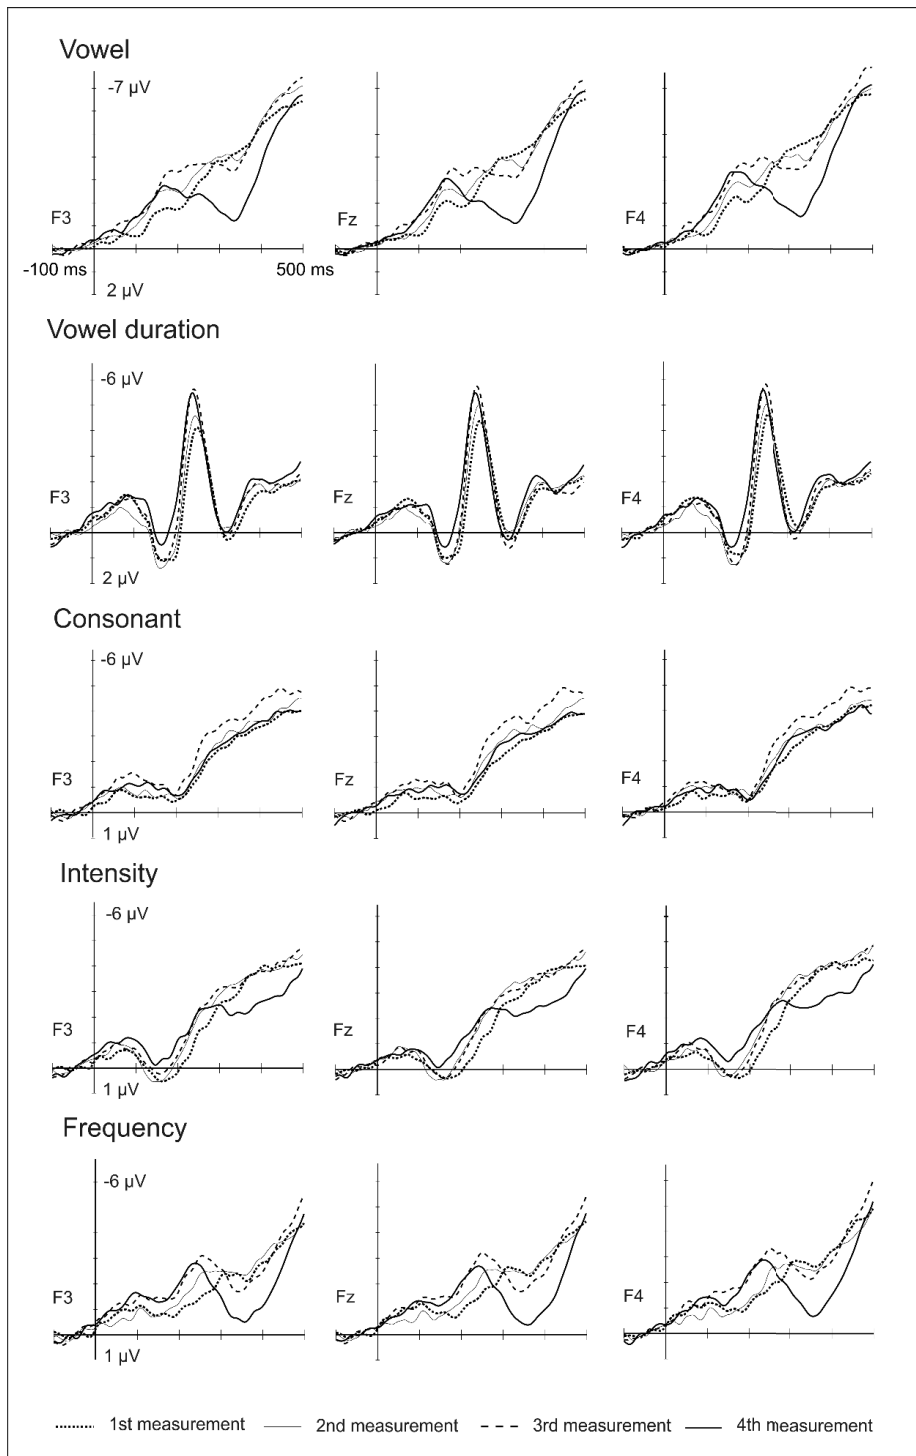 Vowel
-7 µV
F3 Fz F4
-100 ms 500 ms
2 µV
Vowel duration
-6 µV
F3 Fz F4
2 µV
Consonant
-6 µV
F3 Fz F4
1 µV
Intensity
-6 µV
F3 Fz F4
1 µV
Frequency
-6 µV
F3 Fz F4
1 µV
1st measurement 2nd measurement 3rd measurement 4th measurement